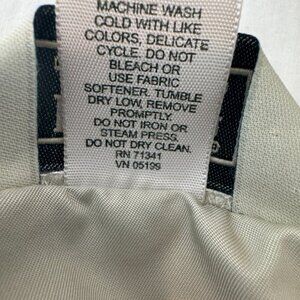 MACHINE WASH
COLD WITH LIKE
COLORS, DELICATE
CYCLE. DO NOT
BLEACH OR
USE FABRIC
SOFTENER. TUMBLE
DRY LOW, REMOVE
PROMPTLY.
DO NOT IRON OR
STEAM PRESS.
DO NOT DRY CLEAN.
RN 71341
VN 05199